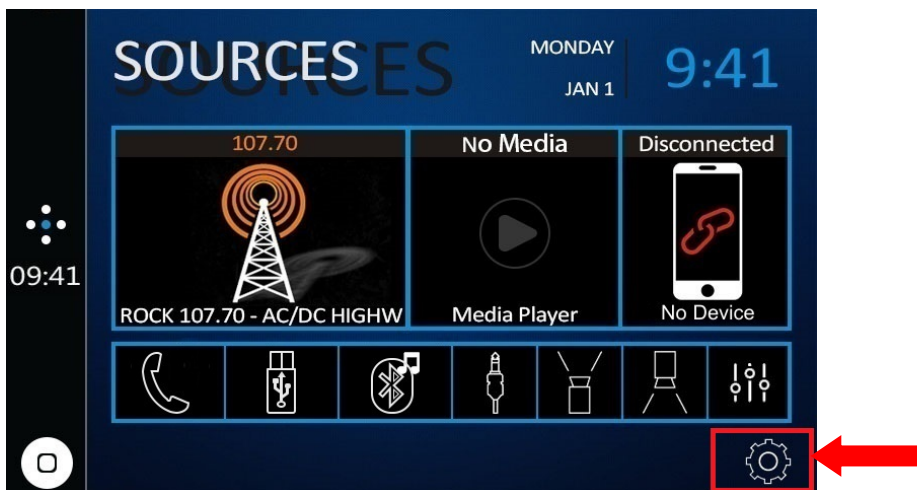 SOURCES
MONDAY
JAN 1
9:41
107.70
No Media
Disconnected
09:41
ROCK 107.70 - AC/DC HIGHW
Media Player
No Device